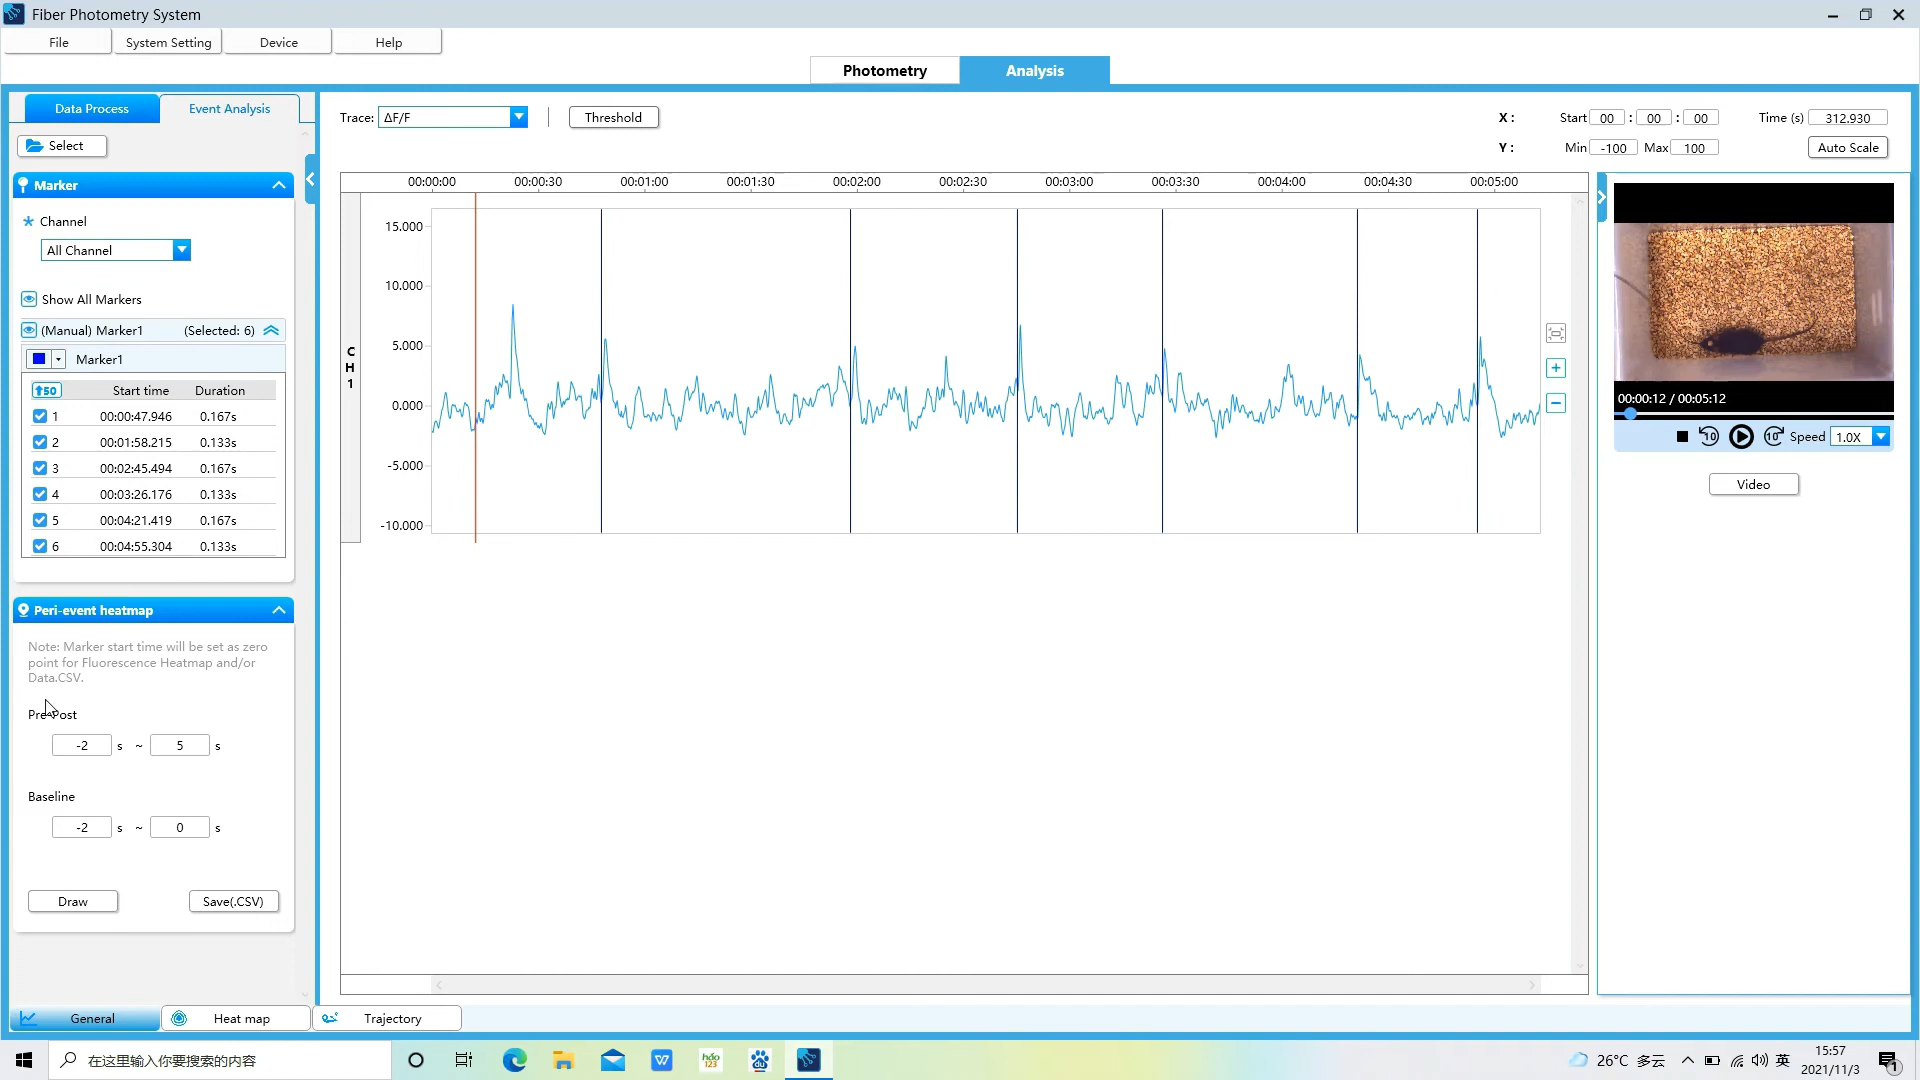 Fiber Photometry System
File System Setting Device Help
Photometry Analysis
Data Process Event Analysis
Select
Marker
* Channel
All Channel
Show All Markers
(Manual) Marker1 (Selected: 6)
Marker1
50 Start time Duration
1 00:00:47.946 0.167s
2 00:01:58.215 0.133s
3 00:02:45.494 0.167s
4 00:03:26.176 0.133s
5 00:04:21.419 0.167s
6 00:04:55.304 0.133s
Peri-event heatmap
Note: Marker start time will be set as zero
point for Fluorescence Heatmap and/or
Data.CSV.
Pre-Post
-2 s ~ 5 s
Baseline
-2 s ~ 0 s
Draw Save(.CSV)
Trace: ΔF/F Threshold
X : Start 00 : 00 : 00 Time (s) 312.930
Y : Min -100 Max 100 Auto Scale
00:00:00 00:00:30 00:01:00 00:01:30 00:02:00 00:02:30 00:03:00 00:03:30 00:04:00 00:04:30 00:05:00
CH1
15.000
10.000
5.000
0.000
-5.000
-10.000
00:00:12 / 00:05:12
10 10 Speed 1.0X
Video
General Heat map Trajectory
在这里输入你要搜索的内容
hao
123
du
26°C 多云 英
15:57
2021/11/3
1